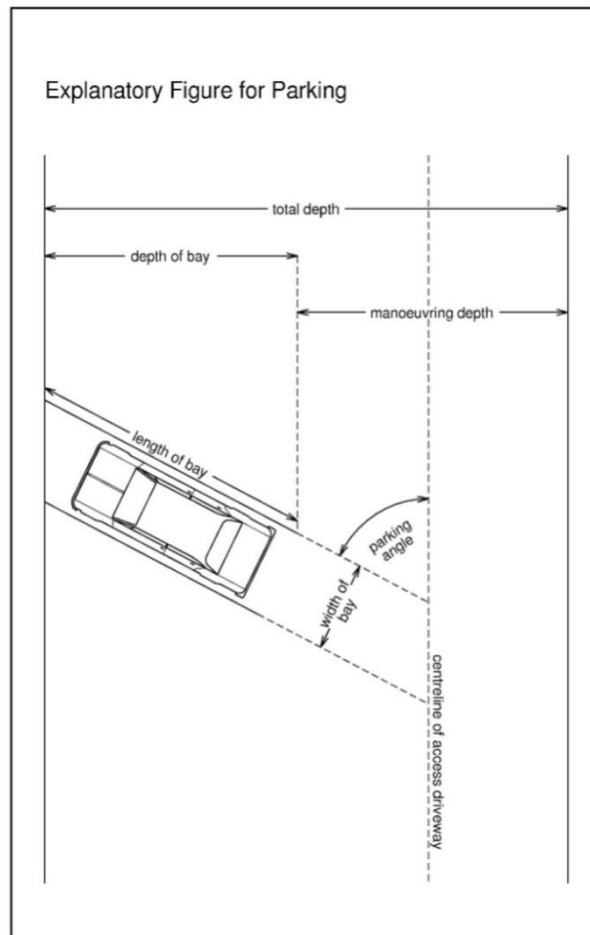 Explanatory Figure for Parking
total depth
depth of bay
manoeuvring depth
length of bay
parking
angle
width of
bay
centreline of access driveway